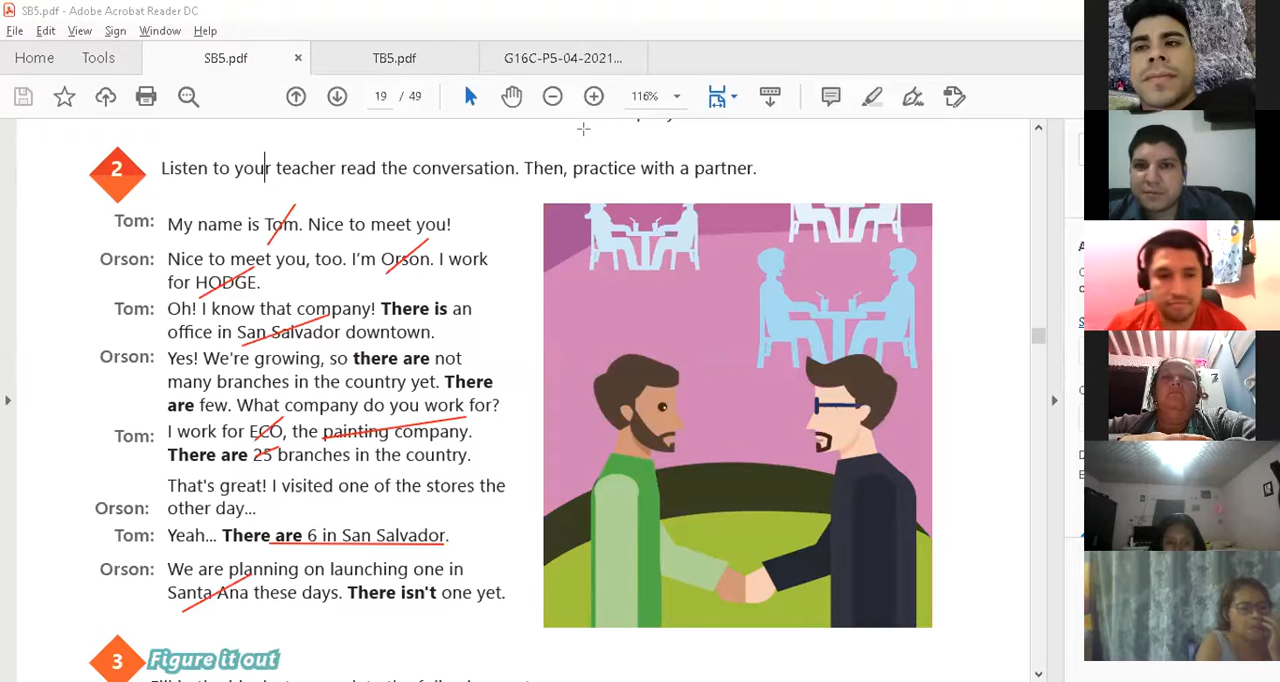 SB5.pdf - Adobe Acrobat Reader DC
File Edit View Sign Window Help
Home Tools SB5.pdf × TB5.pdf G16C-P5-04-2021...
19 / 49 116%
2 Listen to your teacher read the conversation. Then, practice with a partner.
Tom: My name is Tom. Nice to meet you!
Orson: Nice to meet you, too. I'm Orson. I work
for HODGE.
Tom: Oh! I know that company! There is an
office in San Salvador downtown.
Orson: Yes! We're growing, so there are not
many branches in the country yet. There
are few. What company do you work for?
Tom: I work for ECO, the painting company.
There are 25 branches in the country.
That's great! I visited one of the stores the
Orson: other day...
Tom: Yeah... There are 6 in San Salvador.
Orson: We are planning on launching one in
Santa Ana these days. There isn't one yet.
3 Figure it out